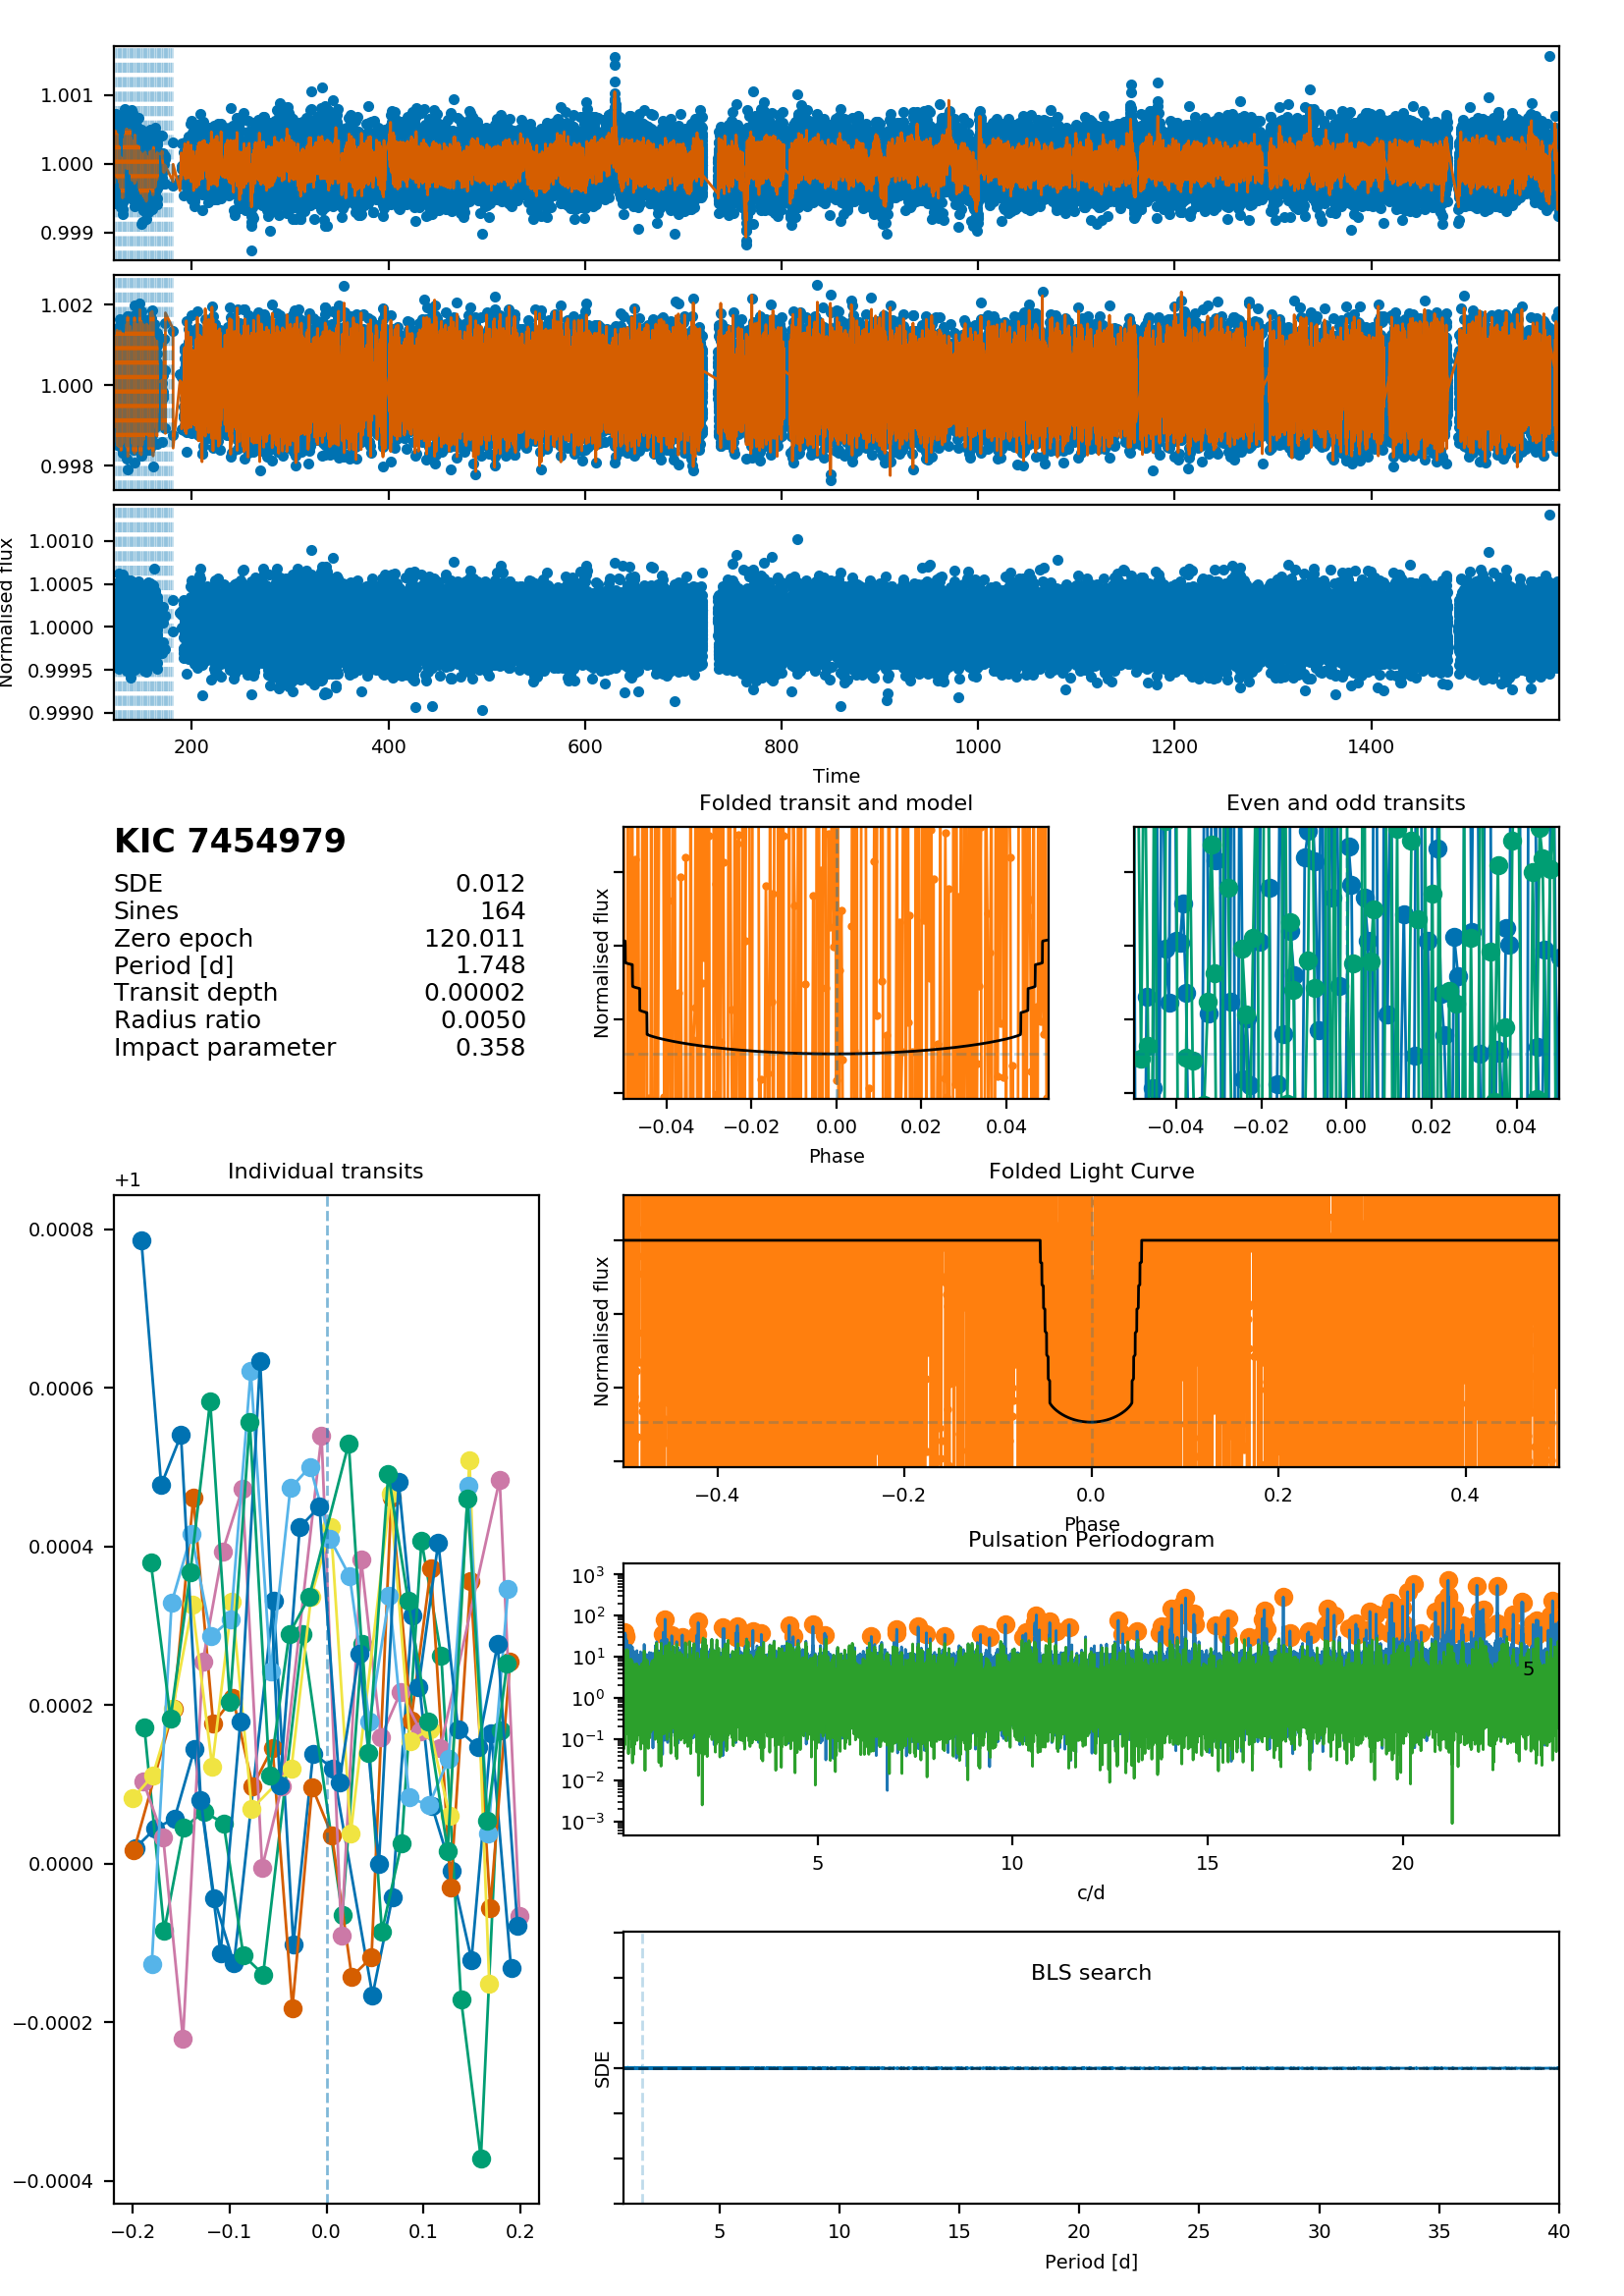 1.001
1.000
0.999
1.002
1.000
0.998
Normalised flux
1.0010
1.0005
1.0000
0.9995
0.9990
200 400 600 800 1000 1200 1400
Time
KIC 7454979
SDE 0.012
Sines 164
Zero epoch 120.011
Period [d] 1.748
Transit depth 0.00002
Radius ratio 0.0050
Impact parameter 0.358
Folded transit and model
Normalised flux
−0.04 −0.02 0.00 0.02 0.04
Phase
Even and odd transits
−0.04 −0.02 0.00 0.02 0.04
Individual transits
+1
0.0008
0.0006
0.0004
0.0002
0.0000
−0.0002
−0.0004
−0.2 −0.1 0.0 0.1 0.2
Folded Light Curve
Normalised flux
−0.4 −0.2 0.0 0.2 0.4
Phase
Pulsation Periodogram
10³
10²
10¹
10⁰
10⁻¹
10⁻²
10⁻³
5
5 10 15 20
c/d
BLS search
SDE
5 10 15 20 25 30 35 40
Period [d]